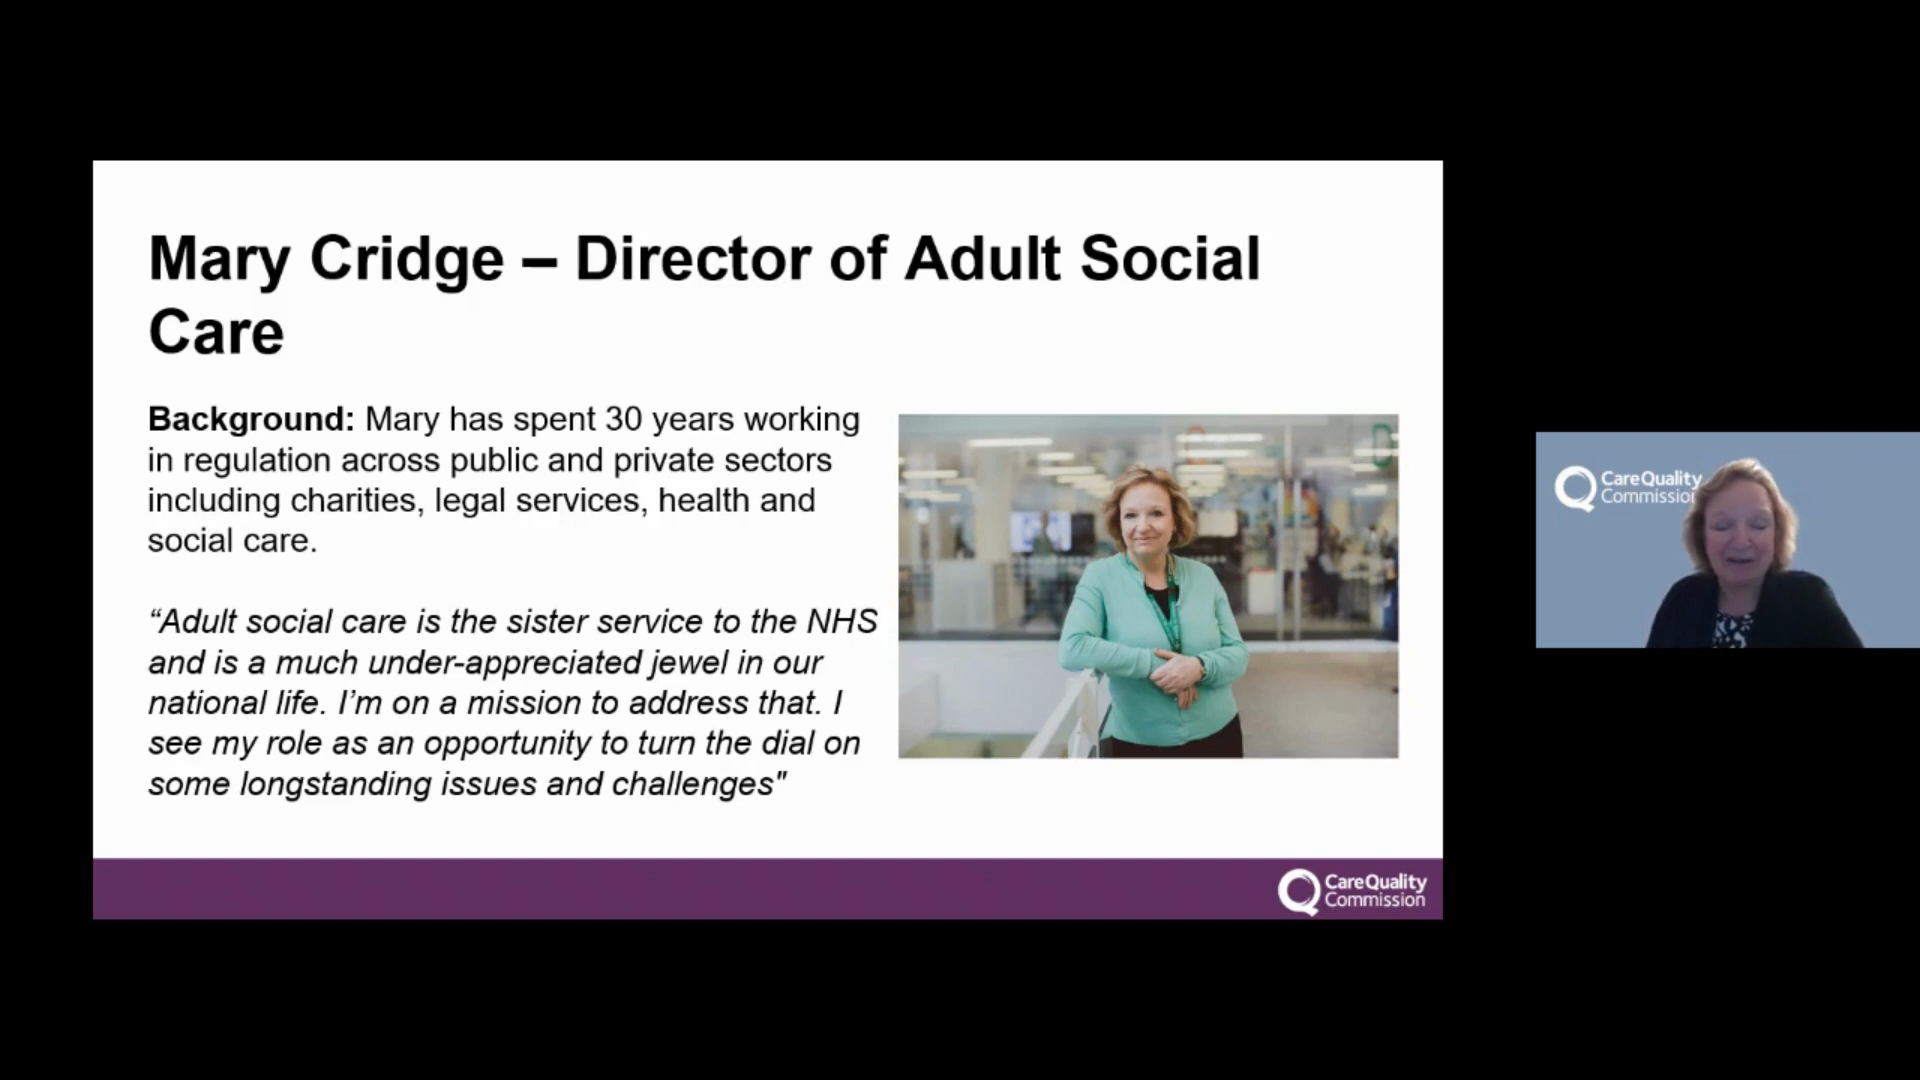 Mary Cridge – Director of Adult Social
Care
Background: Mary has spent 30 years working
in regulation across public and private sectors
including charities, legal services, health and
social care.
“Adult social care is the sister service to the NHS
and is a much under-appreciated jewel in our
national life. I’m on a mission to address that. I
see my role as an opportunity to turn the dial on
some longstanding issues and challenges"
CareQuality
Commission
CareQuality
Commission